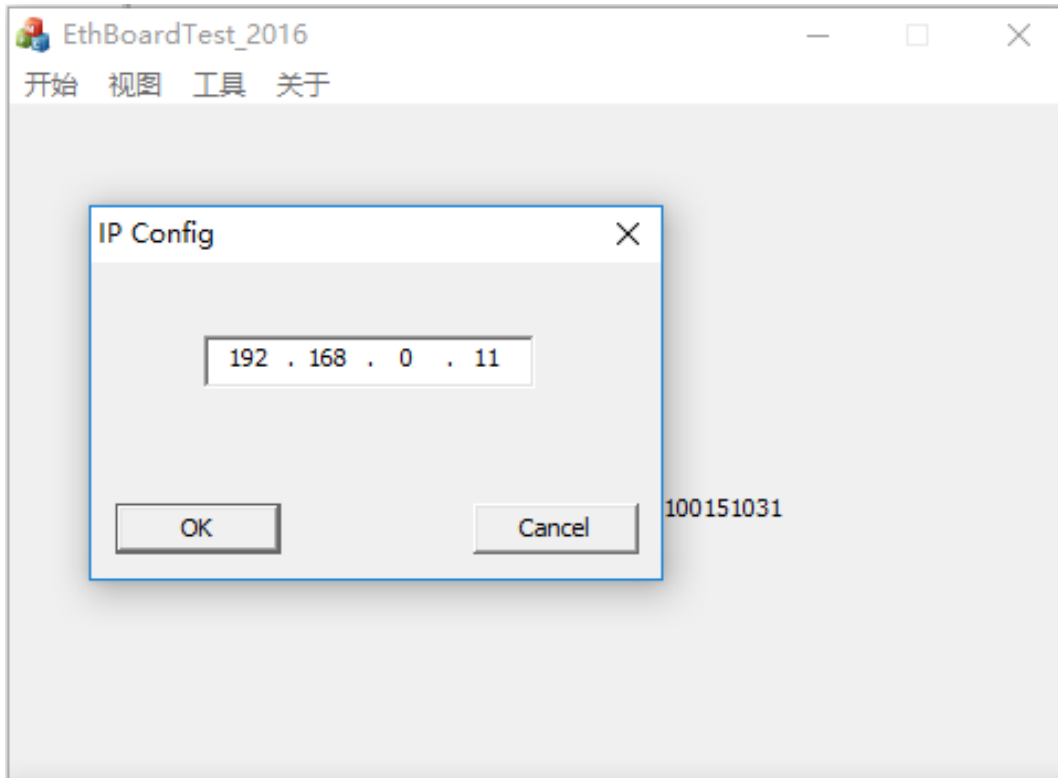 EthBoardTest_2016
开始 视图 工具 关于
IP Config
192 . 168 . 0 . 11
100151031
OK Cancel